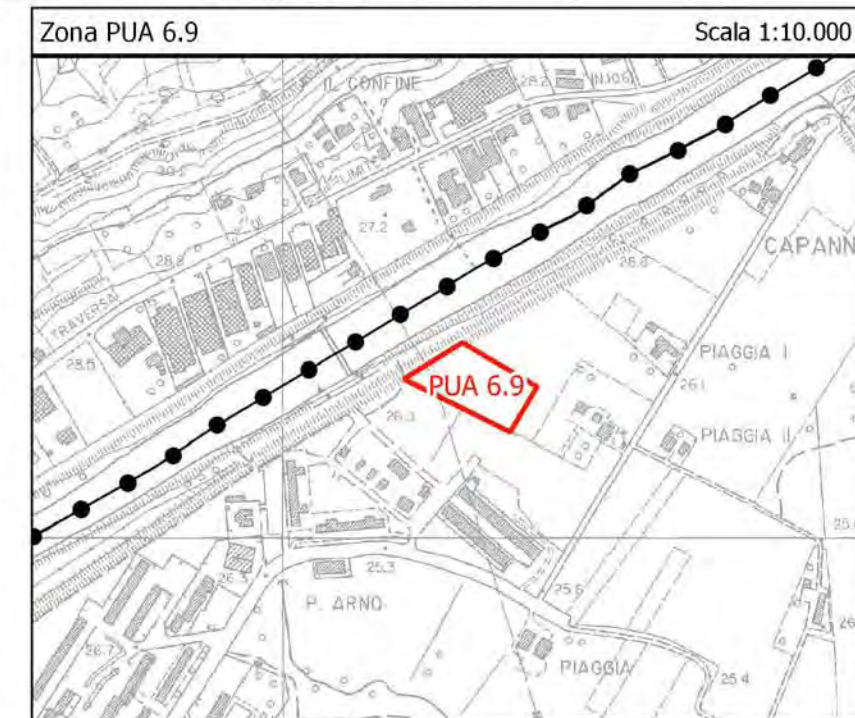 Zona PUA 6.9 Scala 1:10.000
IL CONFINE
28.2
27.2
28.8
TRAVERSA
28.5
CAPANN
PIAGGIA I
26.1
PUA 6.9
26.3
PIAGGIA II
25.3
26.3
25.6
P. ARNO
26.7
PIAGGIA
25.4